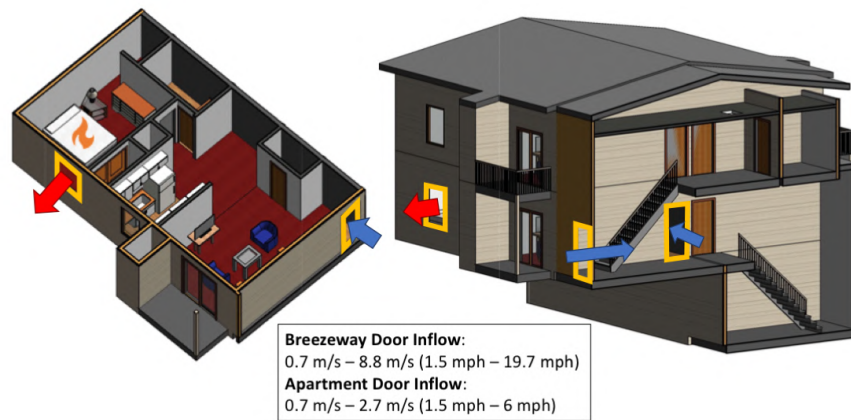 Breezeway Door Inflow:
0.7 m/s – 8.8 m/s (1.5 mph – 19.7 mph)
Apartment Door Inflow:
0.7 m/s – 2.7 m/s (1.5 mph – 6 mph)